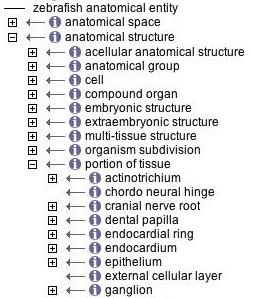 zebrafish anatomical entity
anatomical space
anatomical structure
acellular anatomical structure
anatomical group
cell
compound organ
embryonic structure
extraembryonic structure
multi-tissue structure
organism subdivision
portion of tissue
actinotrichium
chordo neural hinge
cranial nerve root
dental papilla
endocardial ring
endocardium
epithelium
external cellular layer
ganglion